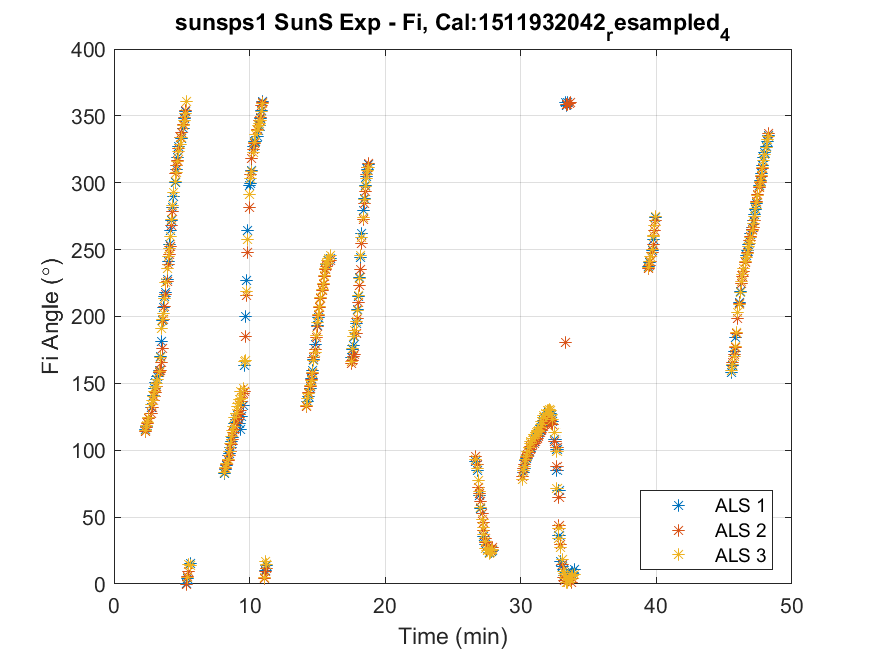 sunsps1 SunS Exp - Fi, Cal:1511932042_resampled_4
400
350
300
250
200
150
100
50
0
Fi Angle (°)
0 10 20 30 40 50
Time (min)
ALS 1
ALS 2
ALS 3